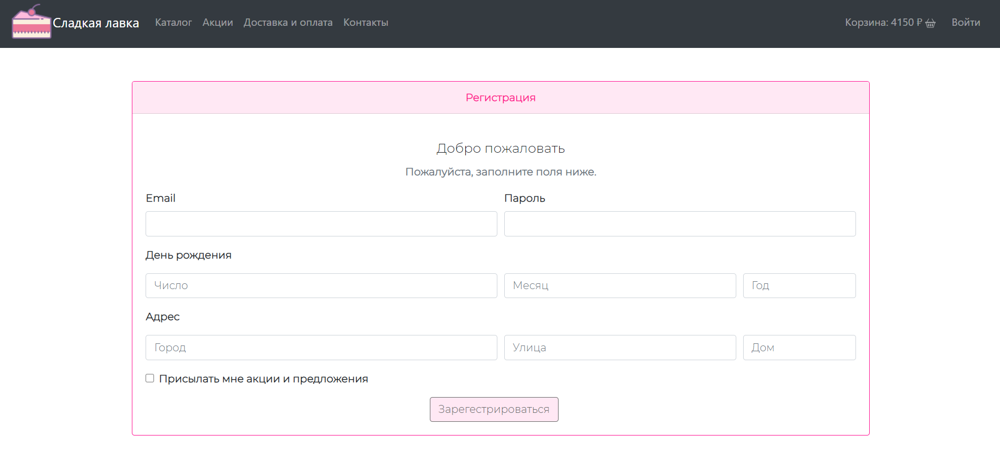 Сладкая лавка Каталог Акции Доставка и оплата Контакты Корзина: 4150 ₽ Войти
Регистрация
Добро пожаловать
Пожалуйста, заполните поля ниже.
Email Пароль
День рождения
Число Месяц Год
Адрес
Город Улица Дом
Присылать мне акции и предложения
Зарегестрироваться